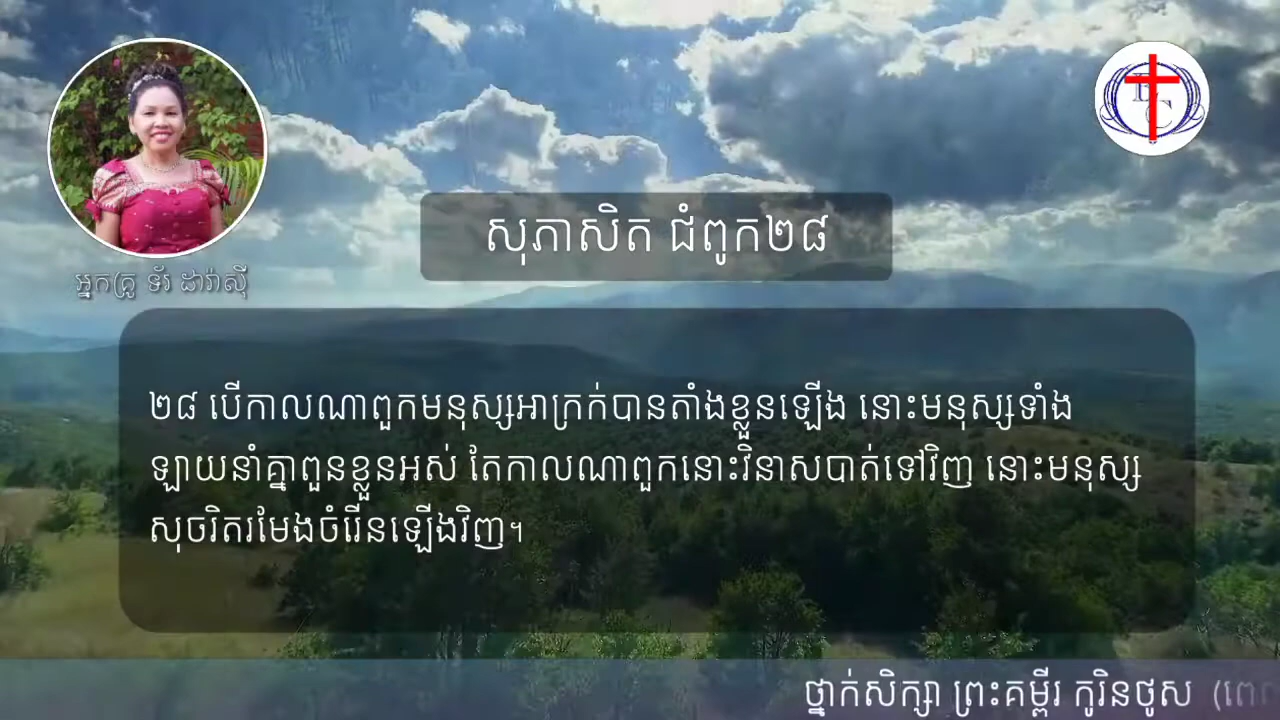 សុភាសិត ជំពូក២៨
អ្នកគ្រូ ទ័រ ដារ៉ាស៊ី
២៨ បើកាលណាពួកមនុស្សអាក្រក់បានតាំងខ្លួនឡើង នោះមនុស្សទាំង
ឡាយនាំគ្នាពួនខ្លួនអស់ តែកាលណាពួកនោះវិនាសបាត់ទៅវិញ នោះមនុស្ស
សុចរិតរមែងចំរើនឡើងវិញ។
ថ្នាក់សិក្សា ព្រះគម្ពីរ កូរិនថូស